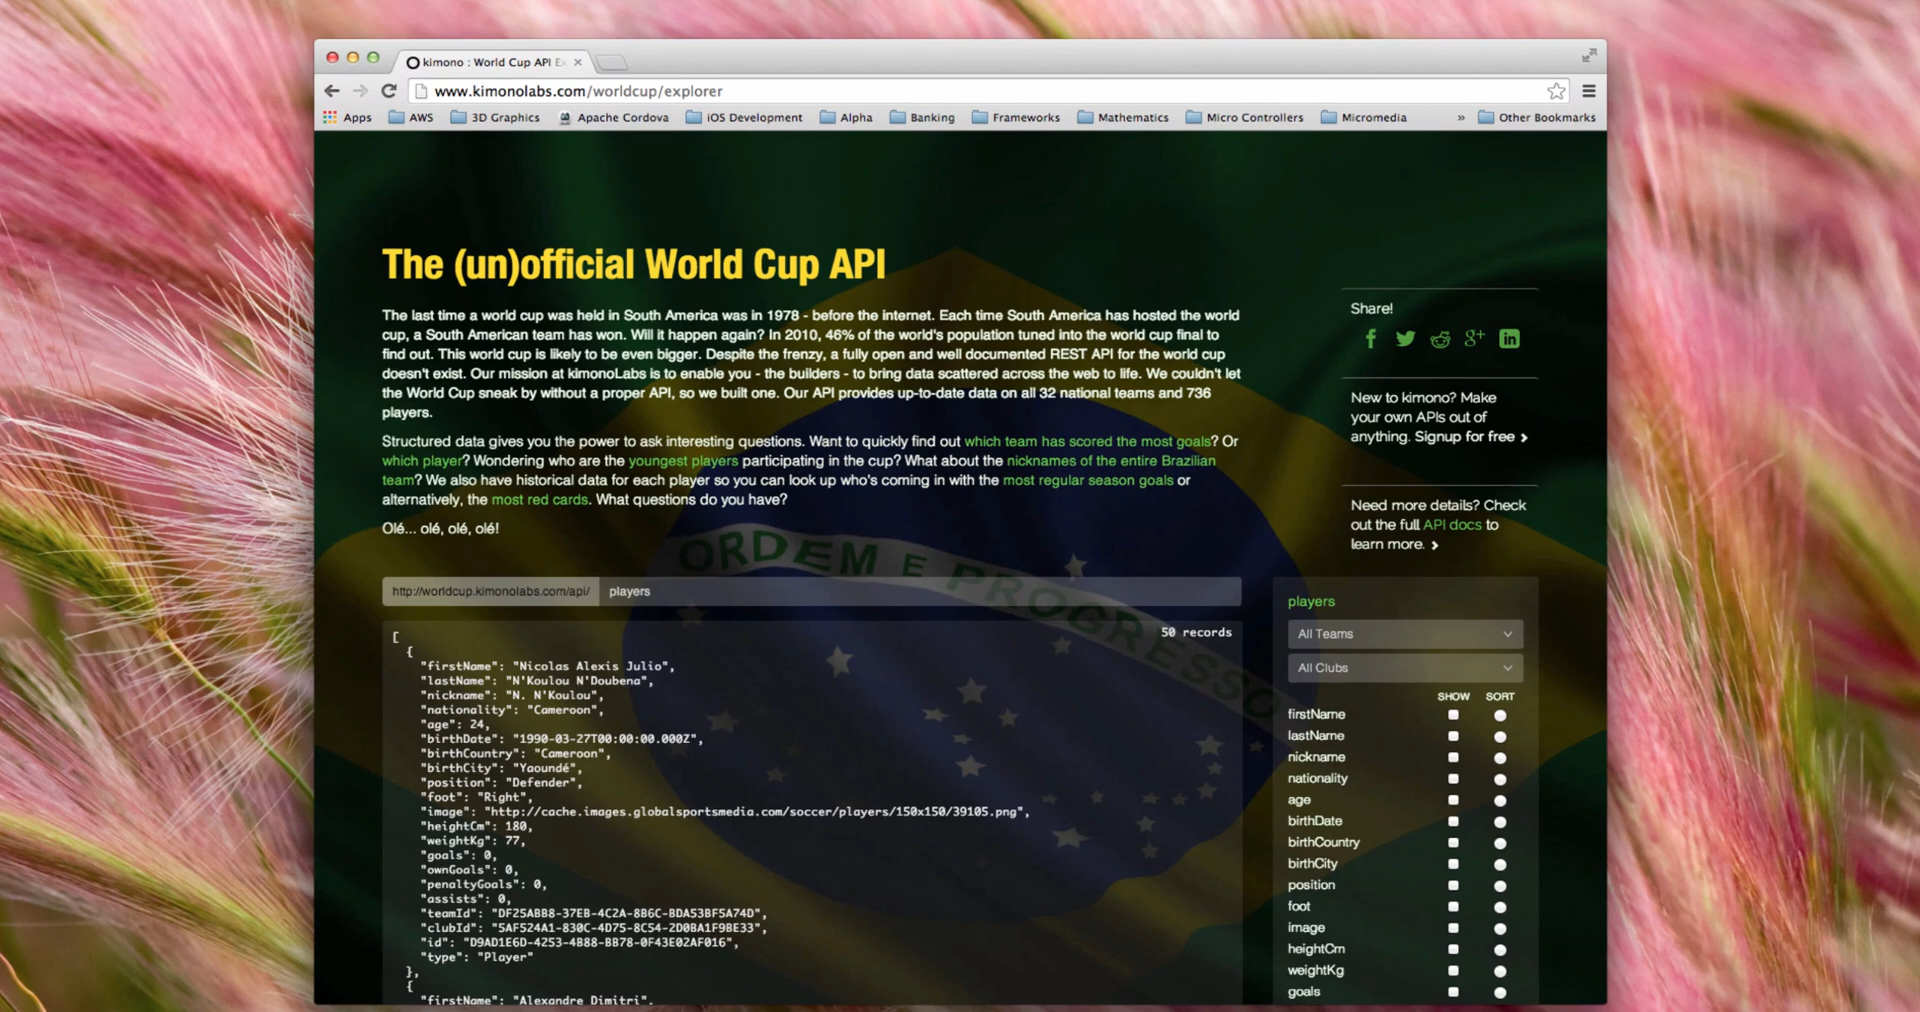 kimono : World Cup API Ex
www.kimonolabs.com/worldcup/explorer
Apps AWS 3D Graphics Apache Cordova iOS Development Alpha Banking Frameworks Mathematics Micro Controllers Micromedia » Other Bookmarks
The (un)official World Cup API
The last time a world cup was held in South America was in 1978 - before the internet. Each time South America has hosted the world
cup, a South American team has won. Will it happen again? In 2010, 46% of the world's population tuned into the world cup final to
find out. This world cup is likely to be even bigger. Despite the frenzy, a fully open and well documented REST API for the world cup
doesn't exist. Our mission at kimonoLabs is to enable you - the builders - to bring data scattered across the web to life. We couldn't let
the World Cup sneak by without a proper API, so we built one. Our API provides up-to-date data on all 32 national teams and 736
players.
Structured data gives you the power to ask interesting questions. Want to quickly find out which team has scored the most goals? Or
which player? Wondering who are the youngest players participating in the cup? What about the nicknames of the entire Brazilian
team? We also have historical data for each player so you can look up who's coming in with the most regular season goals or
alternatively, the most red cards. What questions do you have?
Olé... olé, olé, olé!
Share!
g+ in
New to kimono? Make
your own APIs out of
anything. Signup for free >
Need more details? Check
out the full API docs to
learn more. >
ORDEM E PROGRESSO
http://worldcup.kimonolabs.com/api/ players
50 records
[
{
"firstName": "Nicolas Alexis Julio",
"lastName": "N'Koulou N'Doubena",
"nickname": "N. N'Koulou",
"nationality": "Cameroon",
"age": 24,
"birthDate": "1990-03-27T00:00:00.000Z",
"birthCountry": "Cameroon",
"birthCity": "Yaoundé",
"position": "Defender",
"foot": "Right",
"image": "http://cache.images.globalsportsmedia.com/soccer/players/150x150/39105.png",
"heightCm": 180,
"weightKg": 77,
"goals": 0,
"ownGoals": 0,
"penaltyGoals": 0,
"assists": 0,
"teamId": "DF25ABB8-37EB-4C2A-8B6C-BDA53BF5A74D",
"clubId": "5AF524A1-830C-4D75-8C54-2D0BA1F9BE33",
"id": "D9AD1E6D-4253-4B88-BB78-0F43E02AF016",
"type": "Player"
},
{
"firstName": "Alexandre Dimitri",
players
All Teams
All Clubs
SHOW SORT
firstName
lastName
nickname
nationality
age
birthDate
birthCountry
birthCity
position
foot
image
heightCm
weightKg
goals